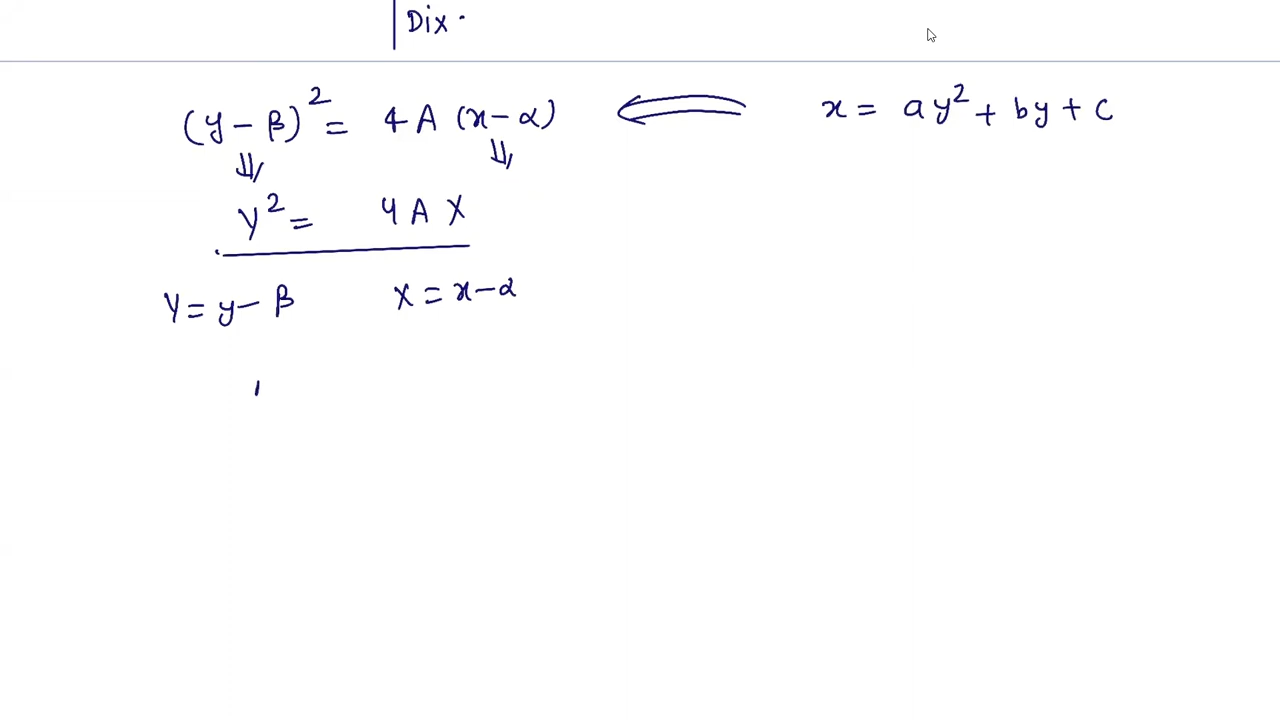 Dix.
(y - β)² = 4A (x - α) ⇐ x = ay² + by + c
⇓ ⇓
Y² = 4AX
Y = y - β X = x - α